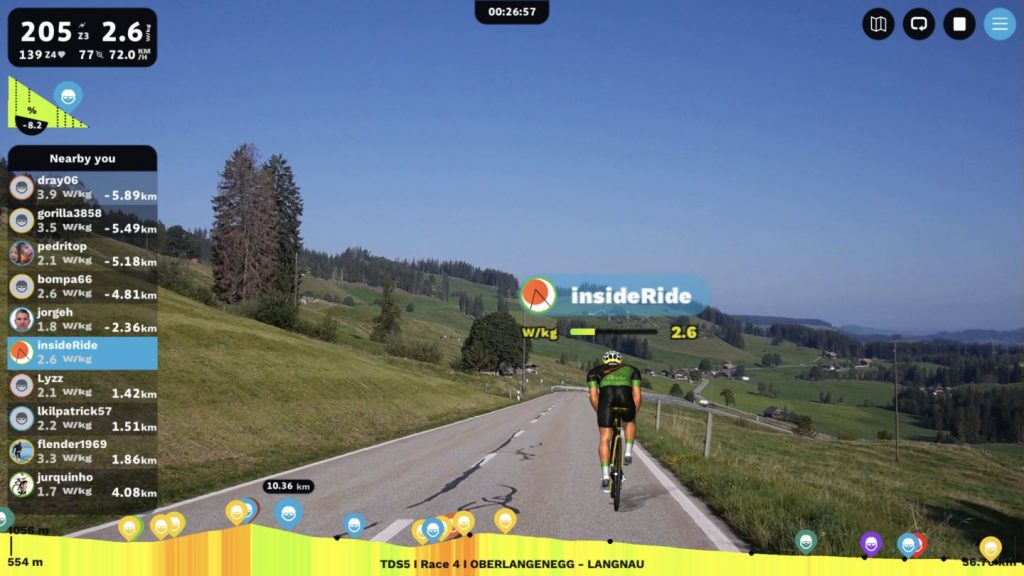 205 Z3 2.6 W/KG
139 Z4 77 72.0 KM/H
00:26:57
%
-8.2
Nearby you
dray06
3.9 W/kg -5.89km
gorilla3858
3.5 W/kg -5.49km
pedritop
2.1 W/kg -5.18km
bompa66
2.6 W/kg -4.81km
jorgeh
1.8 W/kg -2.36km
insideRide
2.6 W/kg
Lyzz
2.1 W/kg 1.42km
lkilpatrick57
2.2 W/kg 1.51km
flender1969
3.3 W/kg 1.86km
jurquinho
1.7 W/kg 4.08km
insideRide
W/kg 2.6
10.36 km
1056 m
554 m
TDS5 I Race 4 I OBERLANGENEGG - LANGNAU